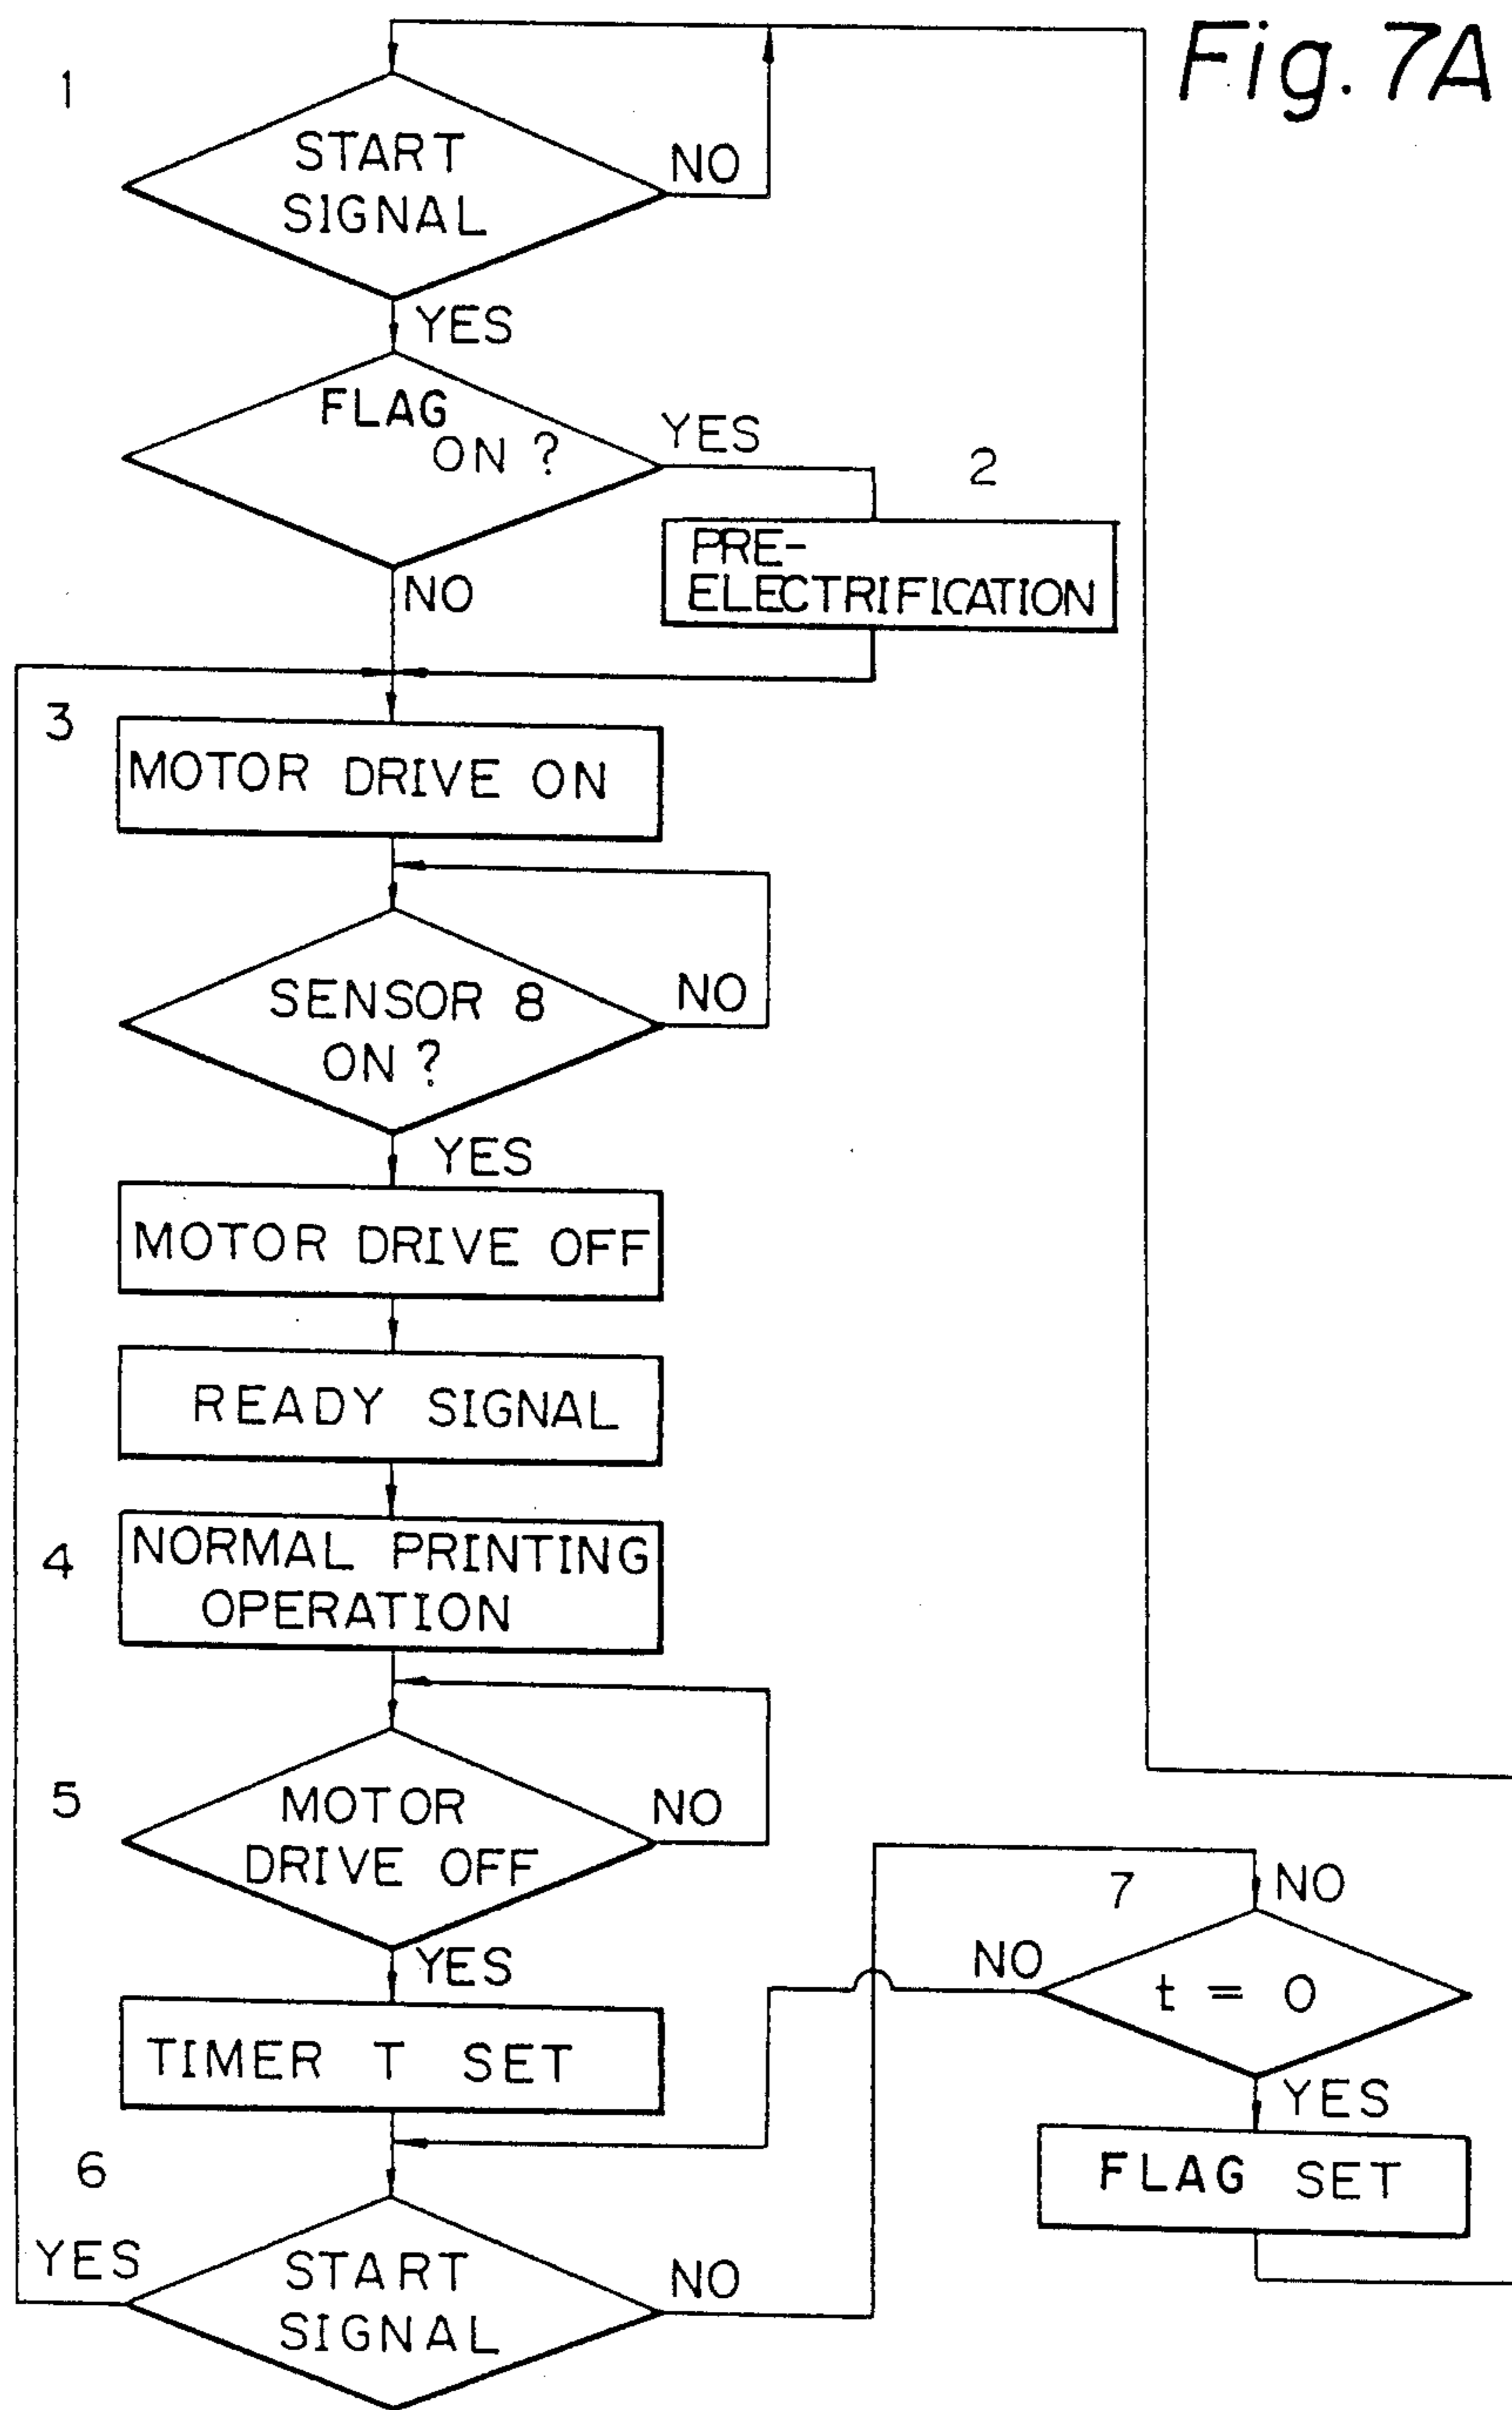 Fig. 7A
1
START
SIGNAL
NO
YES
FLAG
ON ?
YES
2
PRE-
ELECTRIFICATION
NO
3
MOTOR DRIVE ON
SENSOR 8
ON ?
NO
YES
MOTOR DRIVE OFF
READY SIGNAL
4
NORMAL PRINTING
OPERATION
5
MOTOR
DRIVE OFF
NO
YES
TIMER T SET
6
START
SIGNAL
YES
NO
7
NO
NO
t = 0
YES
FLAG SET